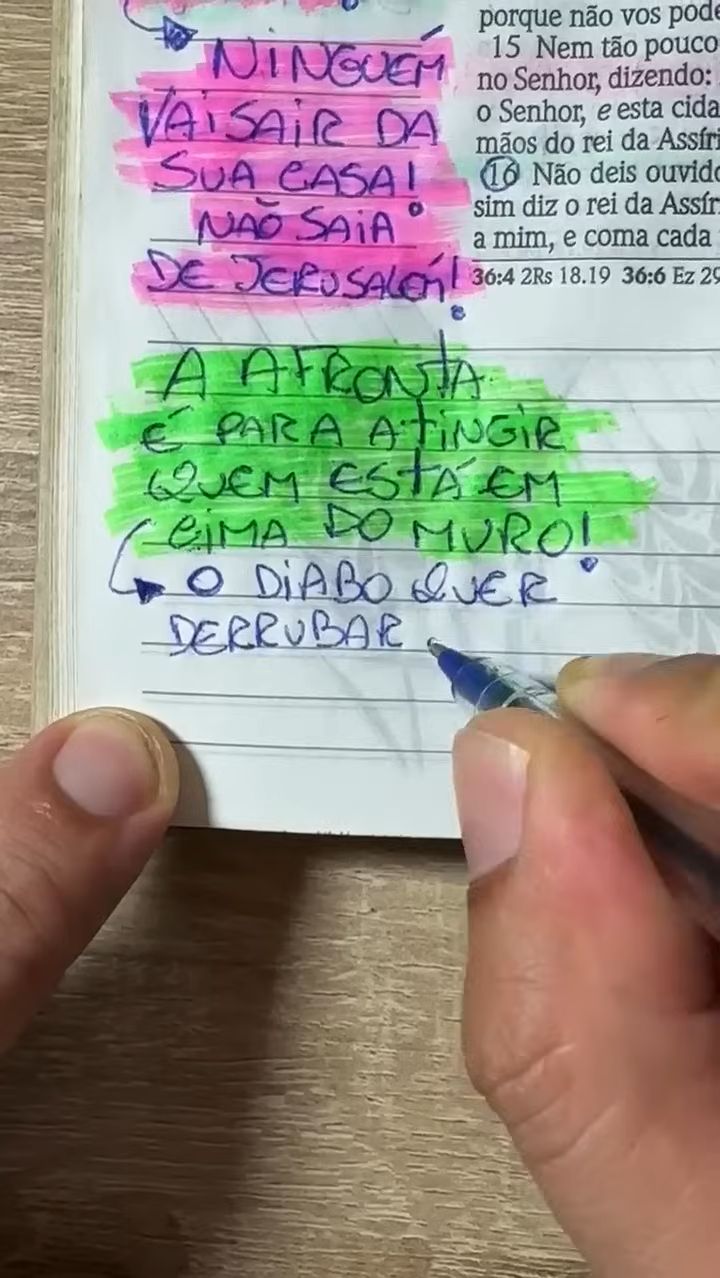 NINGUÉM
VAI SAIR DA
SUA CASA!
NÃO SAIA
DE JERUSALÉM!
A AFRONTA
É PARA ATINGIR
QUEM ESTÁ EM
CIMA DO MURO!
O DIABO QUER
DERRUBAR
porque não vos pode
15 Nem tão pouco
no Senhor, dizendo:
o Senhor, e esta cida
mãos do rei da Assíri
16 Não deis ouvido
sim diz o rei da Assír
a mim, e coma cada
36:4 2Rs 18.19 36:6 Ez 29